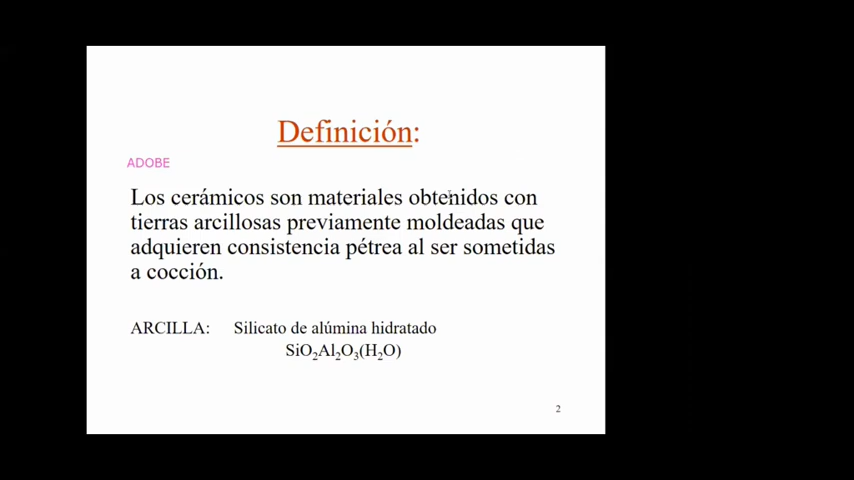 Definición:
ADOBE
Los cerámicos son materiales obtenidos con
tierras arcillosas previamente moldeadas que
adquieren consistencia pétrea al ser sometidas
a cocción.
ARCILLA: Silicato de alúmina hidratado
SiO₂Al₂O₃(H₂O)
2